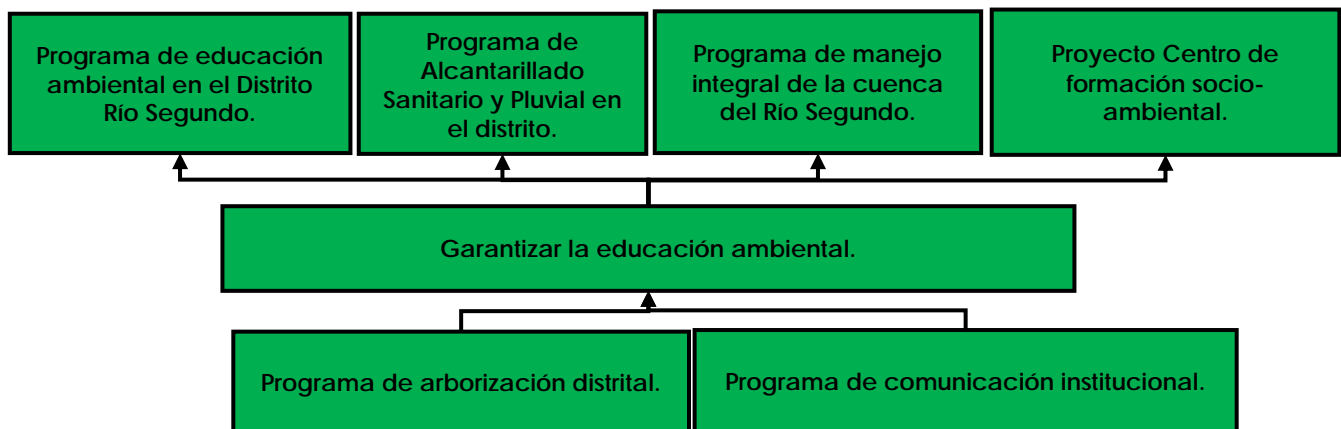 Programa de educación
ambiental en el Distrito
Río Segundo.
Programa de
Alcantarillado
Sanitario y Pluvial en
el distrito.
Programa de manejo
integral de la cuenca
del Río Segundo.
Proyecto Centro de
formación socio-
ambiental.
Garantizar la educación ambiental.
Programa de arborización distrital.
Programa de comunicación institucional.